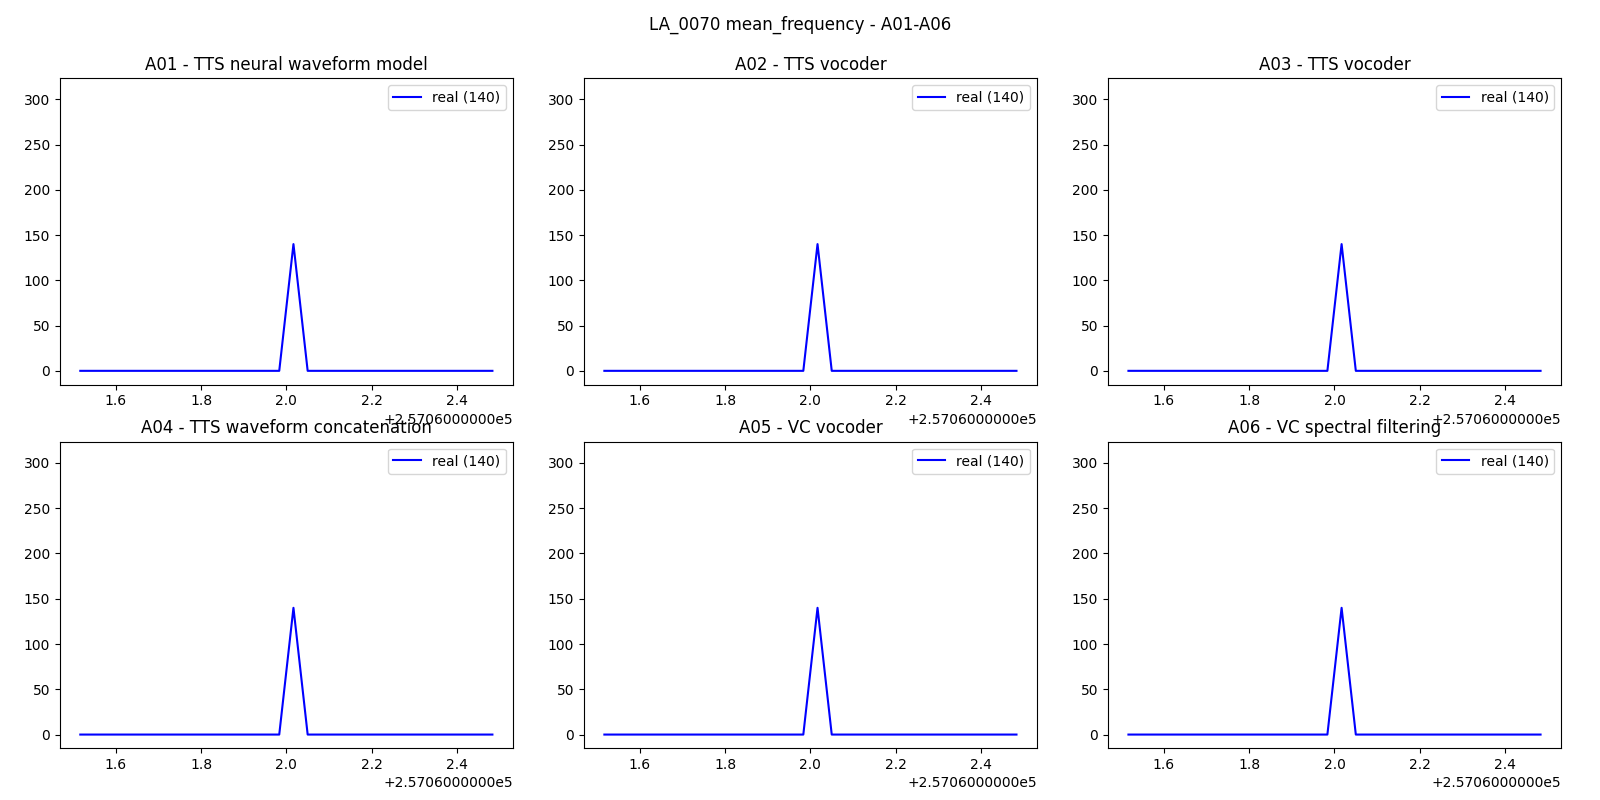 LA_0070 mean_frequency - A01-A06
A01 - TTS neural waveform model
A02 - TTS vocoder
A03 - TTS vocoder
real (140)
real (140)
real (140)
300
250
200
150
100
50
0
300
250
200
150
100
50
0
300
250
200
150
100
50
0
1.6 1.8 2.0 2.2 2.4
1.6 1.8 2.0 2.2 2.4
1.6 1.8 2.0 2.2 2.4
+2.5706000000e5
+2.5706000000e5
+2.5706000000e5
A04 - TTS waveform concatenation
A05 - VC vocoder
A06 - VC spectral filtering
real (140)
real (140)
real (140)
300
250
200
150
100
50
0
300
250
200
150
100
50
0
300
250
200
150
100
50
0
1.6 1.8 2.0 2.2 2.4
1.6 1.8 2.0 2.2 2.4
1.6 1.8 2.0 2.2 2.4
+2.5706000000e5
+2.5706000000e5
+2.5706000000e5